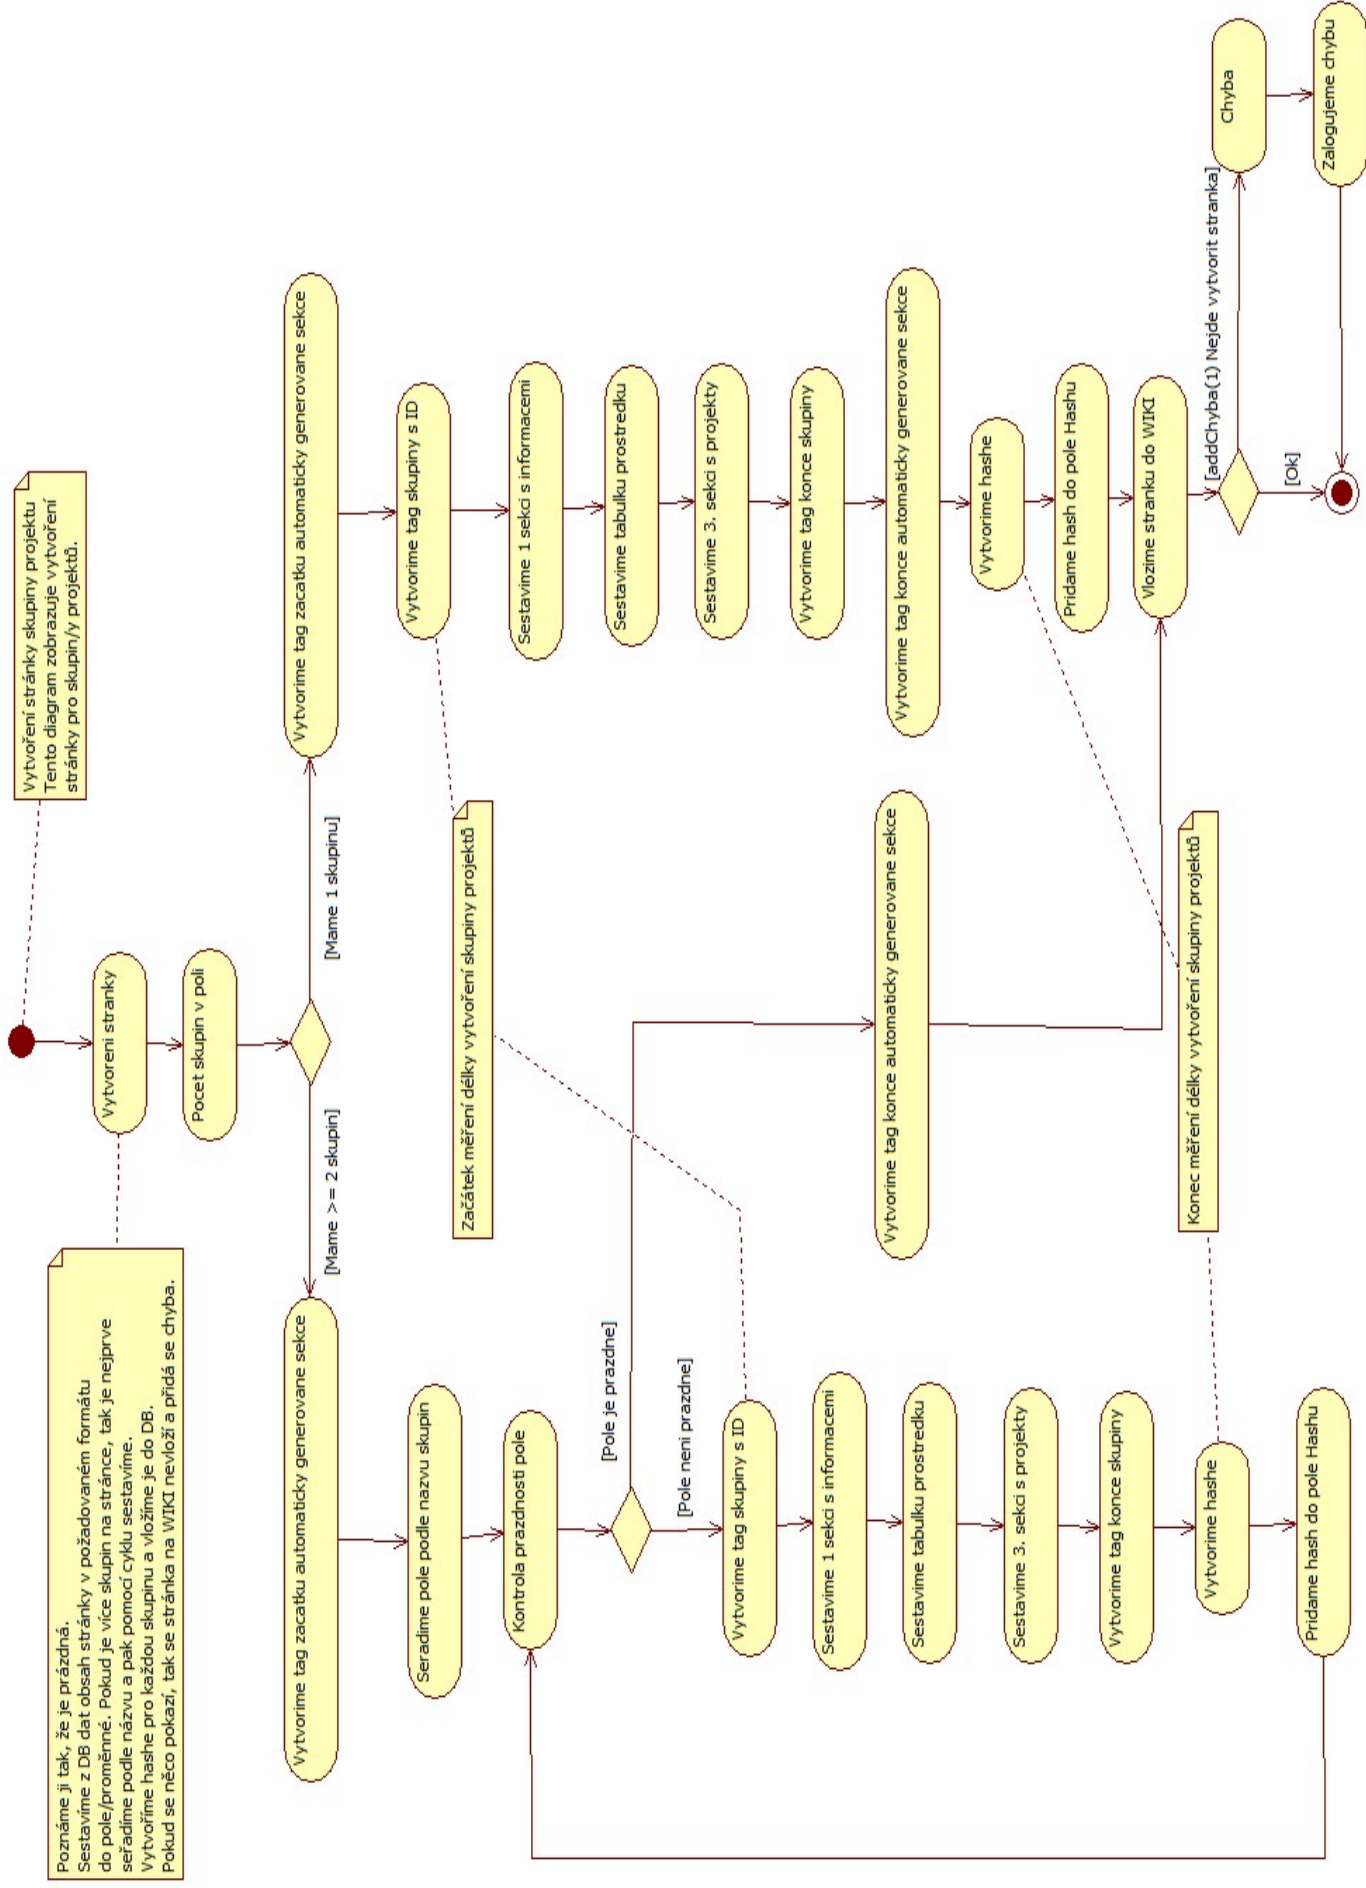 Vytvoření stránky skupiny projektu
Tento diagram zobrazuje vytvoření
stránky pro skupin/y projektů.
Poznáme ji tak, že je prázdná.
Sestavíme z DB dat obsah stránky v požadovaném formátu
do pole/proměnné. Pokud je více skupin na stránce, tak je nejprve
seřadíme podle názvu a pak pomocí cyklu sestavíme.
Vytvoříme hashe pro každou skupinu a vložíme je do DB.
Pokud se něco pokazí, tak se stránka na WIKI nevloží a přidá se chyba.
Vytvoreni stranky
Pocet skupin v poli
[Mame >= 2 skupin]
[Mame 1 skupinu]
Vytvorime tag zacatku automaticky generovane sekce
Seradime pole podle nazvu skupin
Kontrola prazdnosti pole
[Pole je prazdne]
[Pole neni prazdne]
Vytvorime tag skupiny s ID
Sestavime 1 sekci s informacemi
Sestavime tabulku prostredku
Sestavime 3. sekci s projekty
Vytvorime tag konce skupiny
Vytvorime hashe
Pridame hash do pole Hashu
Začátek měření délky vytvoření skupiny projektů
Vytvorime tag konce automaticky generovane sekce
Konec měření délky vytvoření skupiny projektů
Vytvorime tag zacatku automaticky generovane sekce
Vytvorime tag skupiny s ID
Sestavime 1 sekci s informacemi
Sestavime tabulku prostredku
Sestavime 3. sekci s projekty
Vytvorime tag konce skupiny
Vytvorime tag konce automaticky generovane sekce
Vytvorime hashe
Pridame hash do pole Hashu
Vlozime stranku do WIKI
[addChyba(1) Nejde vytvorit stranka]
[Ok]
Chyba
Zalogujeme chybu